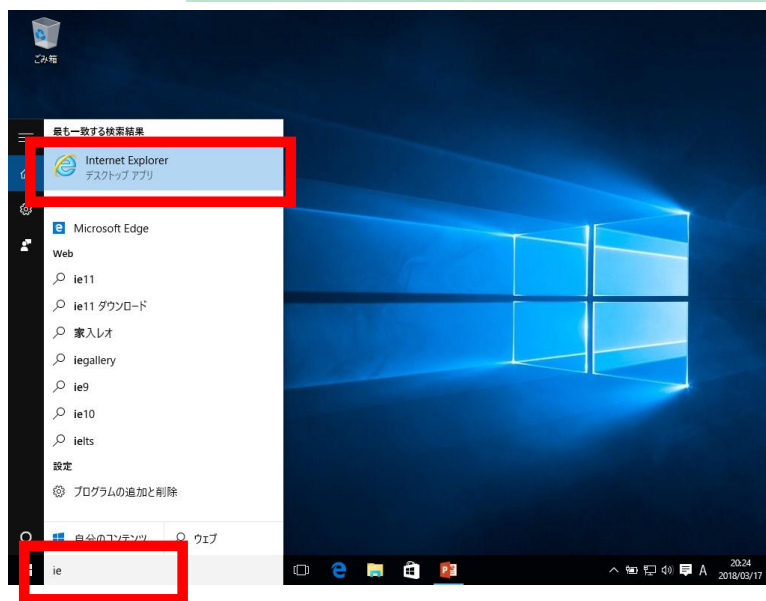 ごみ箱
最も一致する検索結果
Internet Explorer
デスクトップ アプリ
Microsoft Edge
Web
ie11
ie11 ダウンロード
家入レオ
iegallery
ie9
ie10
ielts
設定
プログラムの追加と削除
自分のコンテンツ ウェブ
ie
A 20:24
2018/03/17